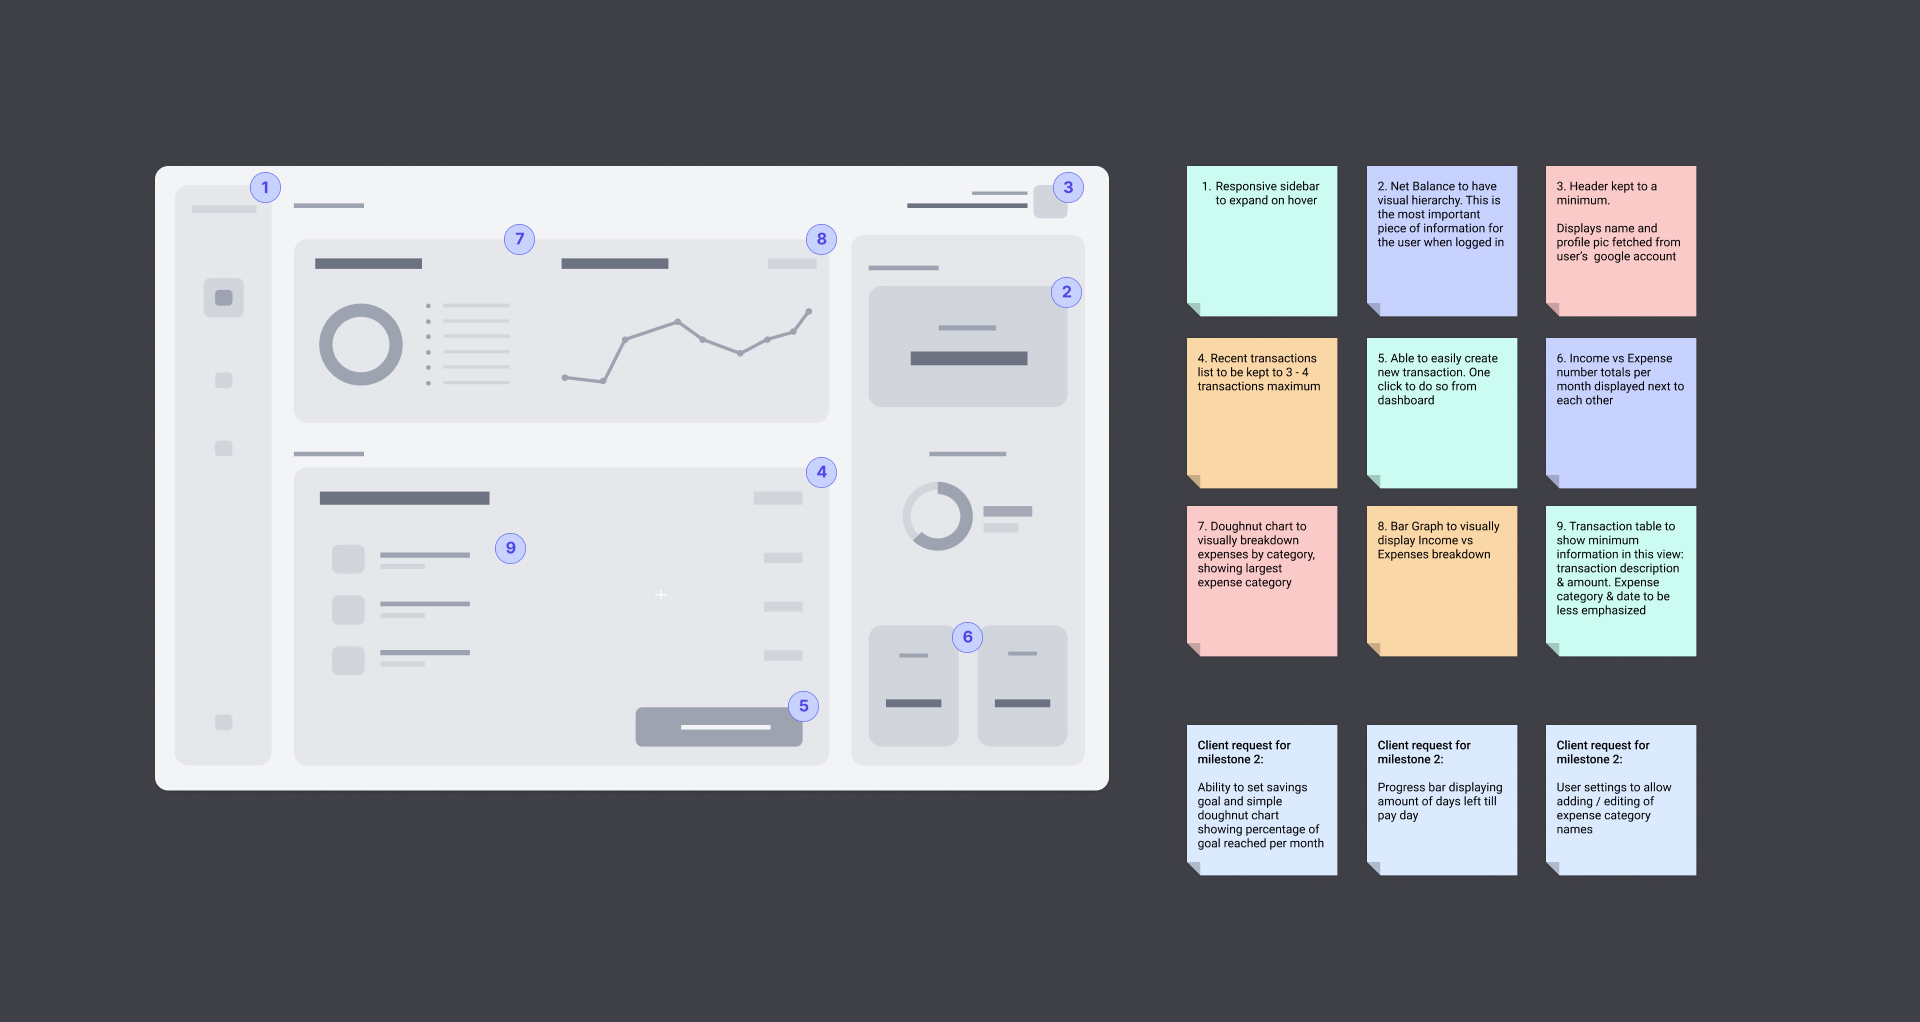 1
3
7
8
2
4
9
6
5
1. Responsive sidebar
to expand on hover
2. Net Balance to have
visual hierarchy. This is
the most important
piece of information for
the user when logged in
3. Header kept to a
minimum.
Displays name and
profile pic fetched from
user's google account
4. Recent transactions
list to be kept to 3 - 4
transactions maximum
5. Able to easily create
new transaction. One
click to do so from
dashboard
6. Income vs Expense
number totals per
month displayed next to
each other
7. Doughnut chart to
visually breakdown
expenses by category,
showing largest
expense category
8. Bar Graph to visually
display Income vs
Expenses breakdown
9. Transaction table to
show minimum
information in this view:
transaction description
& amount. Expense
category & date to be
less emphasized
Client request for
milestone 2:
Ability to set savings
goal and simple
doughnut chart
showing percentage of
goal reached per month
Client request for
milestone 2:
Progress bar displaying
amount of days left till
pay day
Client request for
milestone 2:
User settings to allow
adding / editing of
expense category
names